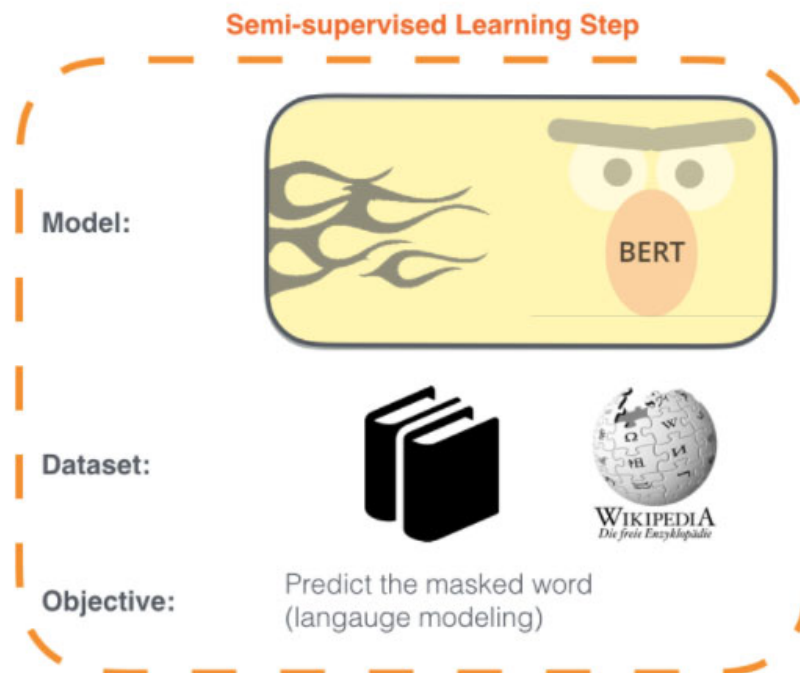 Semi-supervised Learning Step
Model:
BERT
Dataset:
WIKIPEDIA
Die freie Enzyklopädie
Objective:
Predict the masked word
(langauge modeling)